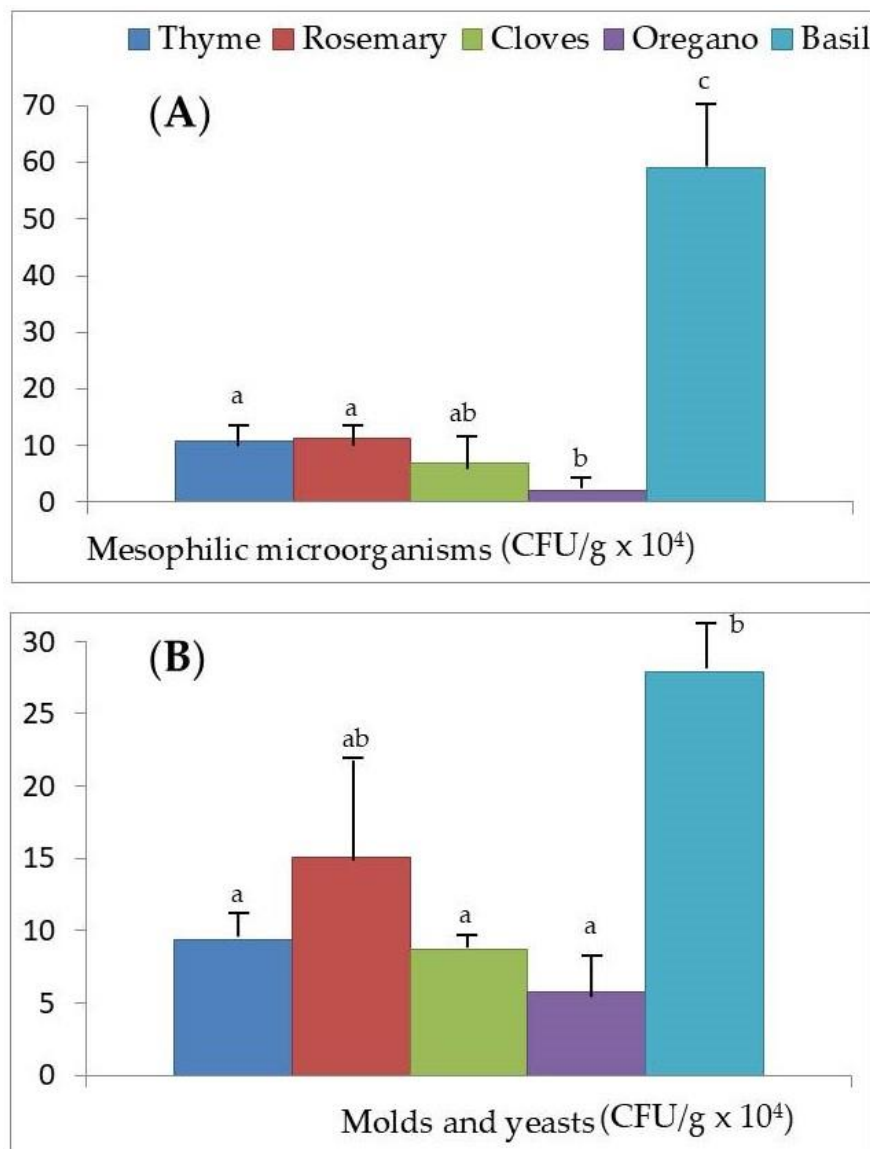 Thyme Rosemary Cloves Oregano Basil
(A)
70
60
50
40
30
20
10
0
a
a
ab
b
c
Mesophilic microorganisms (CFU/g x 10⁴)
(B)
30
25
20
15
10
5
0
a
ab
a
a
b
Molds and yeasts (CFU/g x 10⁴)